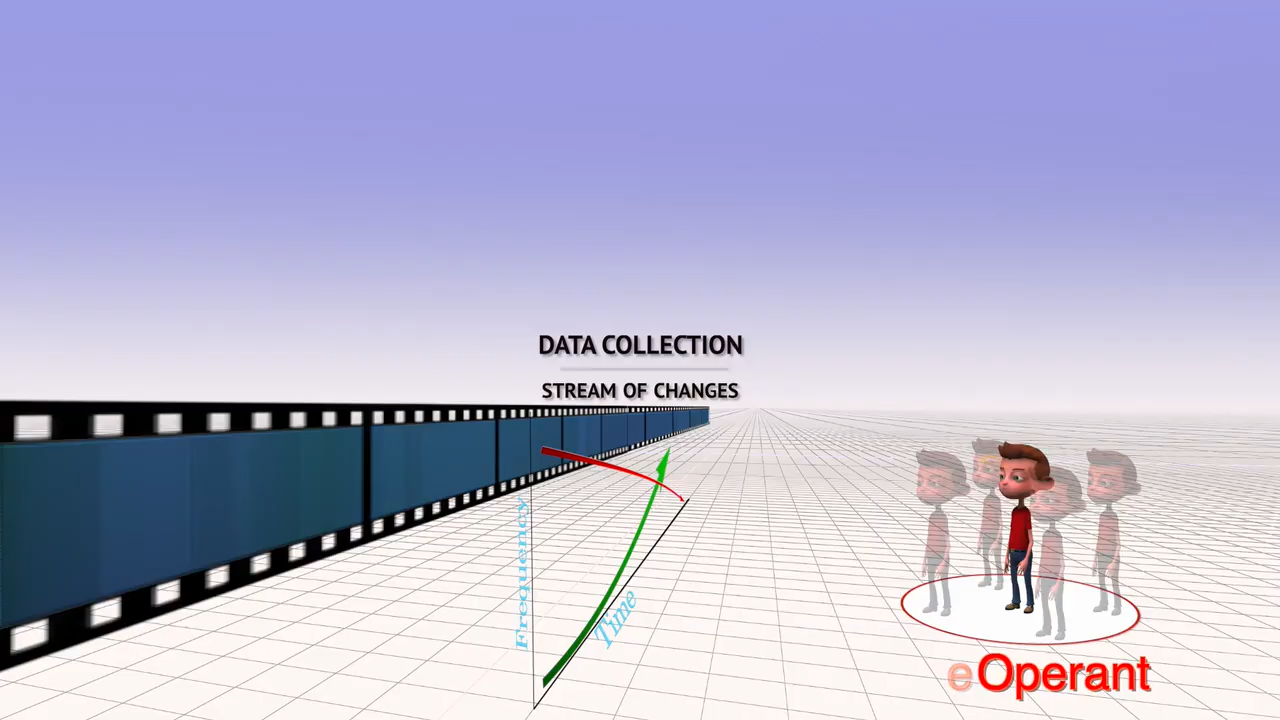 DATA COLLECTION
STREAM OF CHANGES
Frequency
Time
eOperant